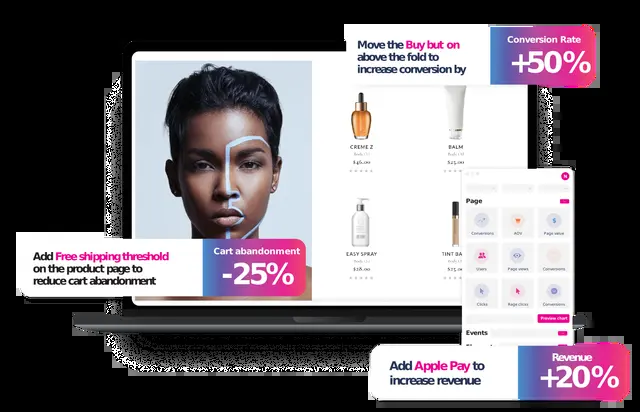 Move the Buy but on
above the fold to
increase conversion by
Conversion Rate
+50%
CREME Z
$46.00
BALM
$25.00
EASY SPRAY
$18.00
TINT BA
Add Free shipping threshold
on the product page to
reduce cart abandonment
Cart abandonment
-25%
Page
Conversions
AOV
Page value
Users
Page views
Conversions
Clicks
Page clicks
Conversions
Preview chart
Events
Add Apple Pay to
increase revenue
Revenue
+20%